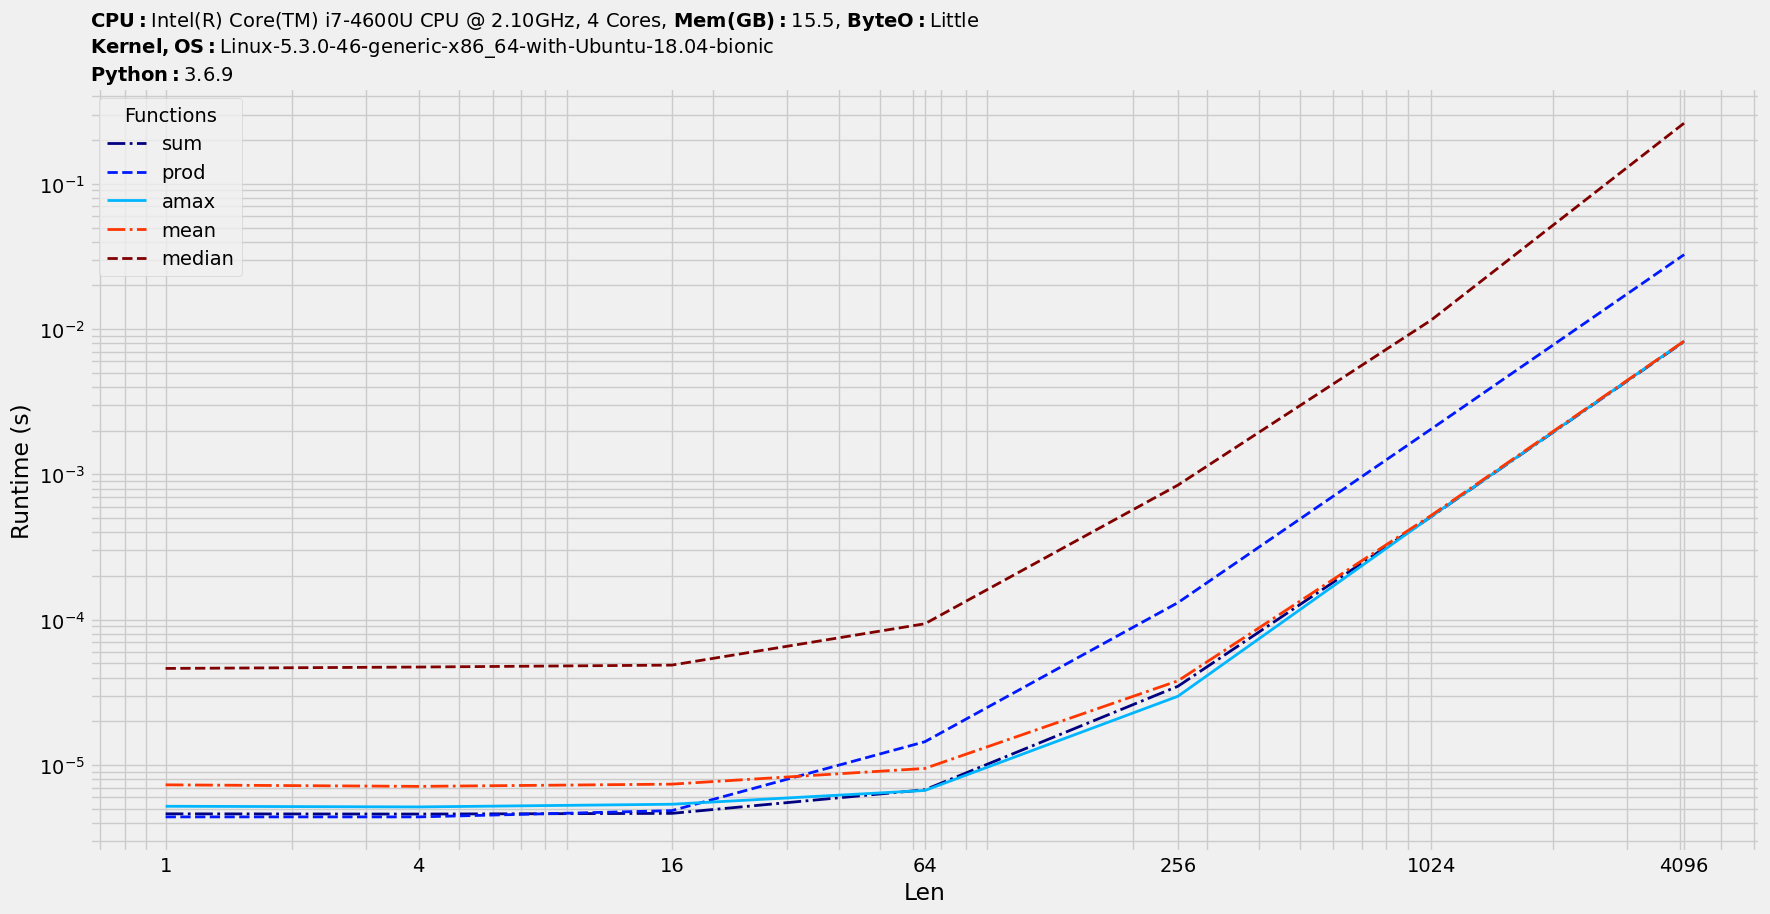 CPU: Intel(R) Core(TM) i7-4600U CPU @ 2.10GHz, 4 Cores, Mem(GB): 15.5, ByteO: Little
Kernel, OS: Linux-5.3.0-46-generic-x86_64-with-Ubuntu-18.04-bionic
Python: 3.6.9
Functions
sum
prod
amax
mean
median
10⁻¹
10⁻²
10⁻³
10⁻⁴
10⁻⁵
Runtime (s)
1 4 16 64 256 1024 4096
Len